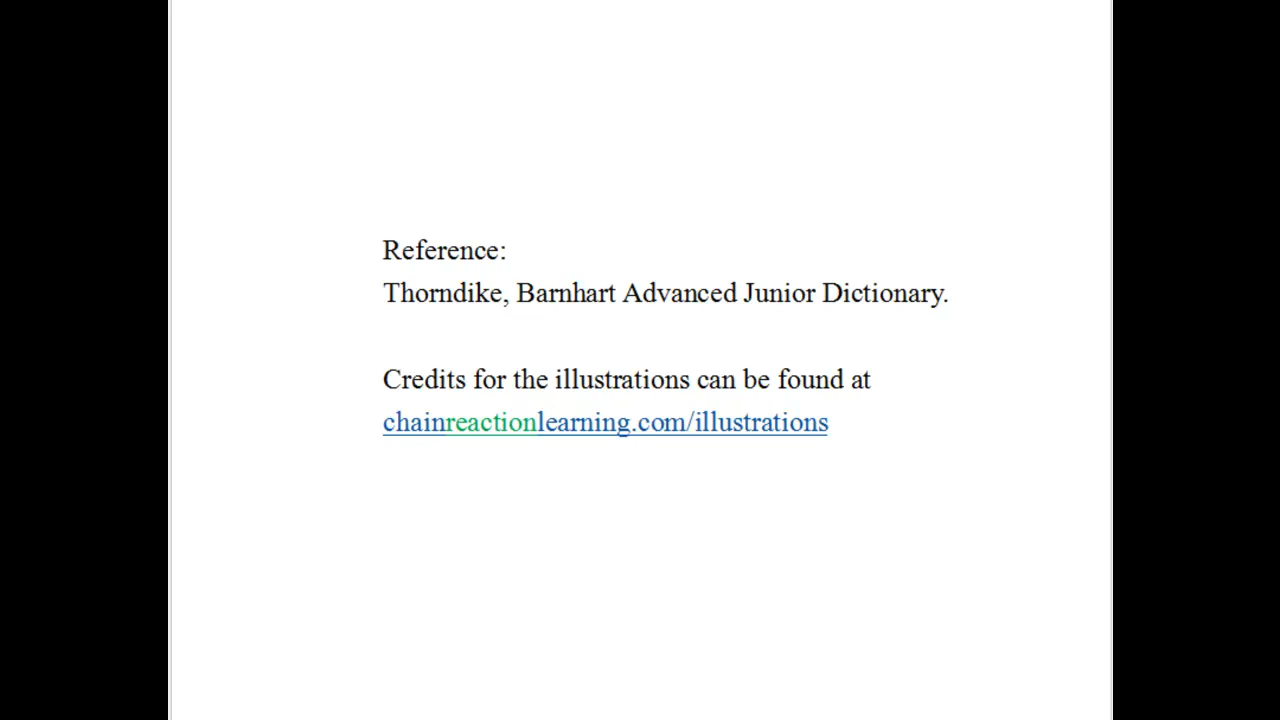 Reference:
Thorndike, Barnhart Advanced Junior Dictionary.
Credits for the illustrations can be found at
chainreactionlearning.com/illustrations